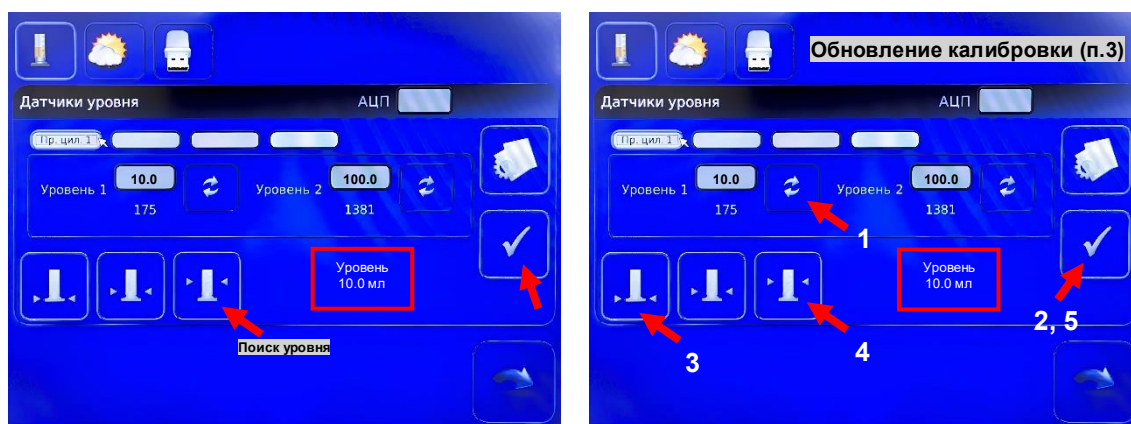 Датчики уровня
АЦП
Пр. цил. 1
Уровень 1
10.0
175
Уровень 2
100.0
1381
Уровень
10.0 мл
Поиск уровня
Обновление калибровки (п.3)
Датчики уровня
АЦП
Пр. цил. 1
Уровень 1
10.0
175
Уровень 2
100.0
1381
1
Уровень
10.0 мл
2, 5
3
4